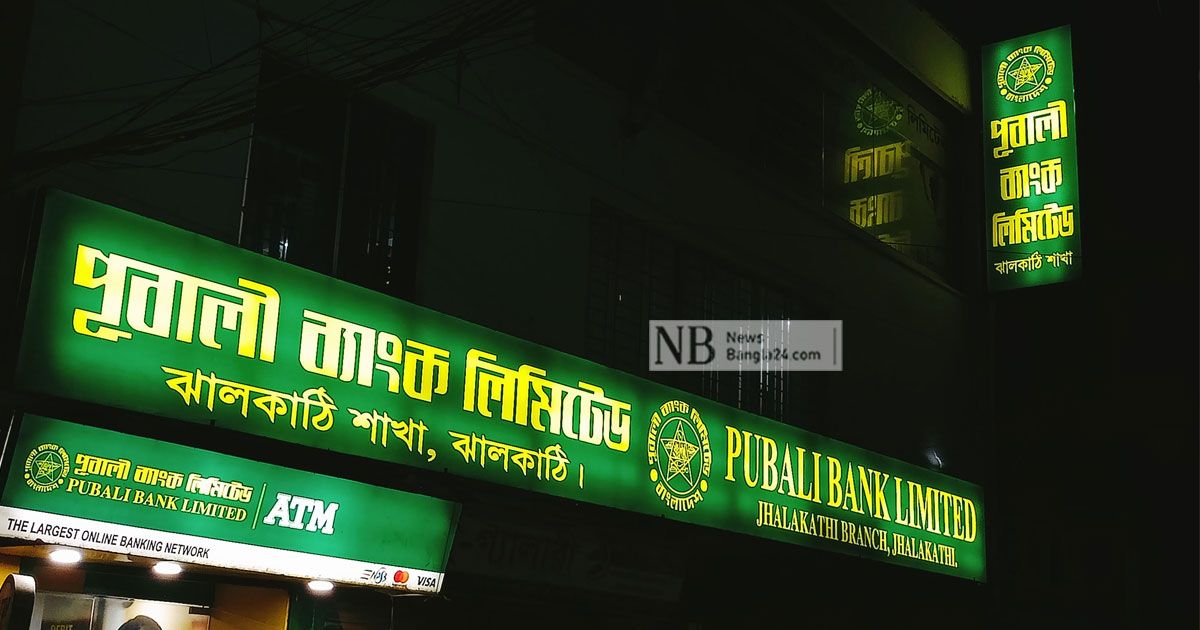 পূবালী ব্যাংক লিমিটেড
ঝালকাঠি শাখা, ঝালকাঠি।
পূবালী ব্যাংক লিমিটেড
বাংলাদেশ
PUBALI BANK LIMITED
JHALAKATHI BRANCH, JHALAKATHI.
পূবালী ব্যাংক লিমিটেড
বাংলাদেশ
পূবালী
ব্যাংক
লিমিটেড
ঝালকাঠি শাখা
NB News
Bangla24.com
পূবালী ব্যাংক লিমিটেড
PUBALI BANK LIMITED
ATM
THE LARGEST ONLINE BANKING NETWORK
VISA